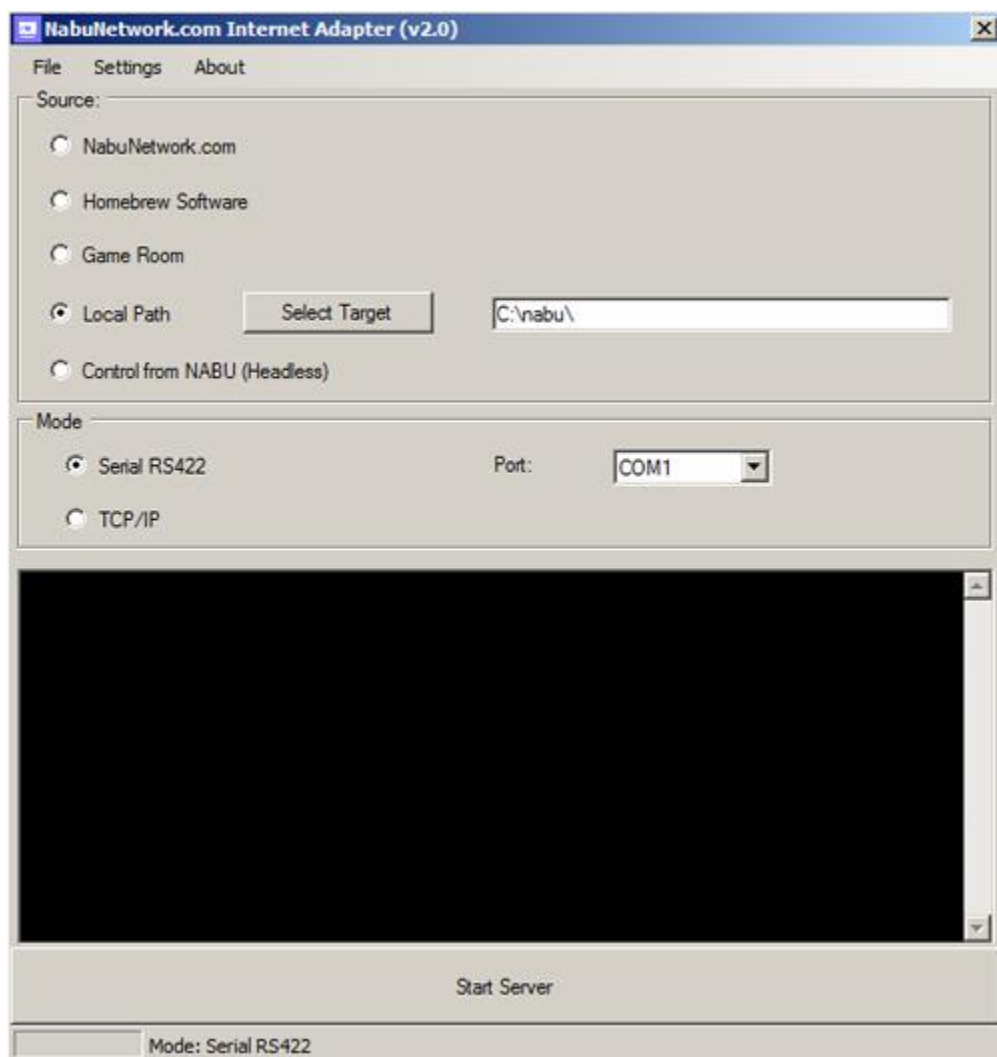 NabuNetwork.com Internet Adapter (v2.0)
File Settings About
Source:
NabuNetwork.com
Homebrew Software
Game Room
Local Path Select Target C:\nabu\
Control from NABU (Headless)
Mode
Serial RS422 Port: COM1
TCP/IP
Start Server
Mode: Serial RS422